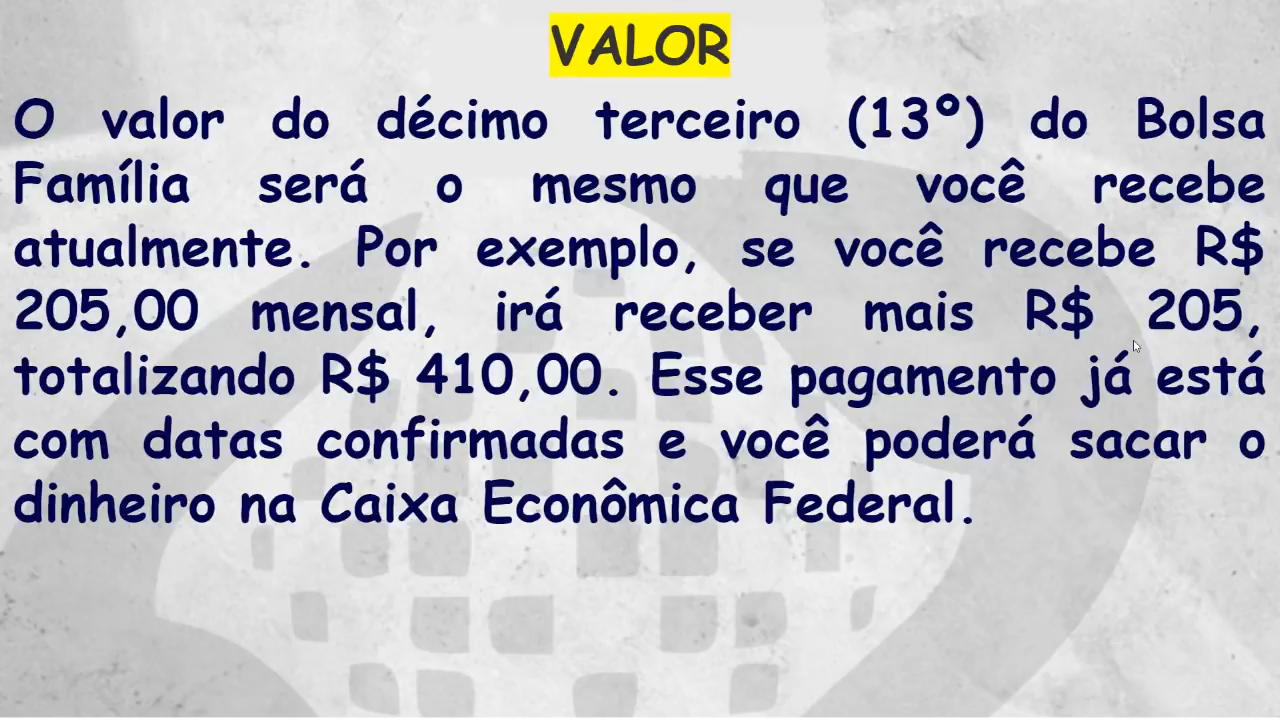 VALOR
O valor do décimo terceiro (13º) do Bolsa
Família será o mesmo que você recebe
atualmente. Por exemplo, se você recebe R$
205,00 mensal, irá receber mais R$ 205,
totalizando R$ 410,00. Esse pagamento já está
com datas confirmadas e você poderá sacar o
dinheiro na Caixa Econômica Federal.